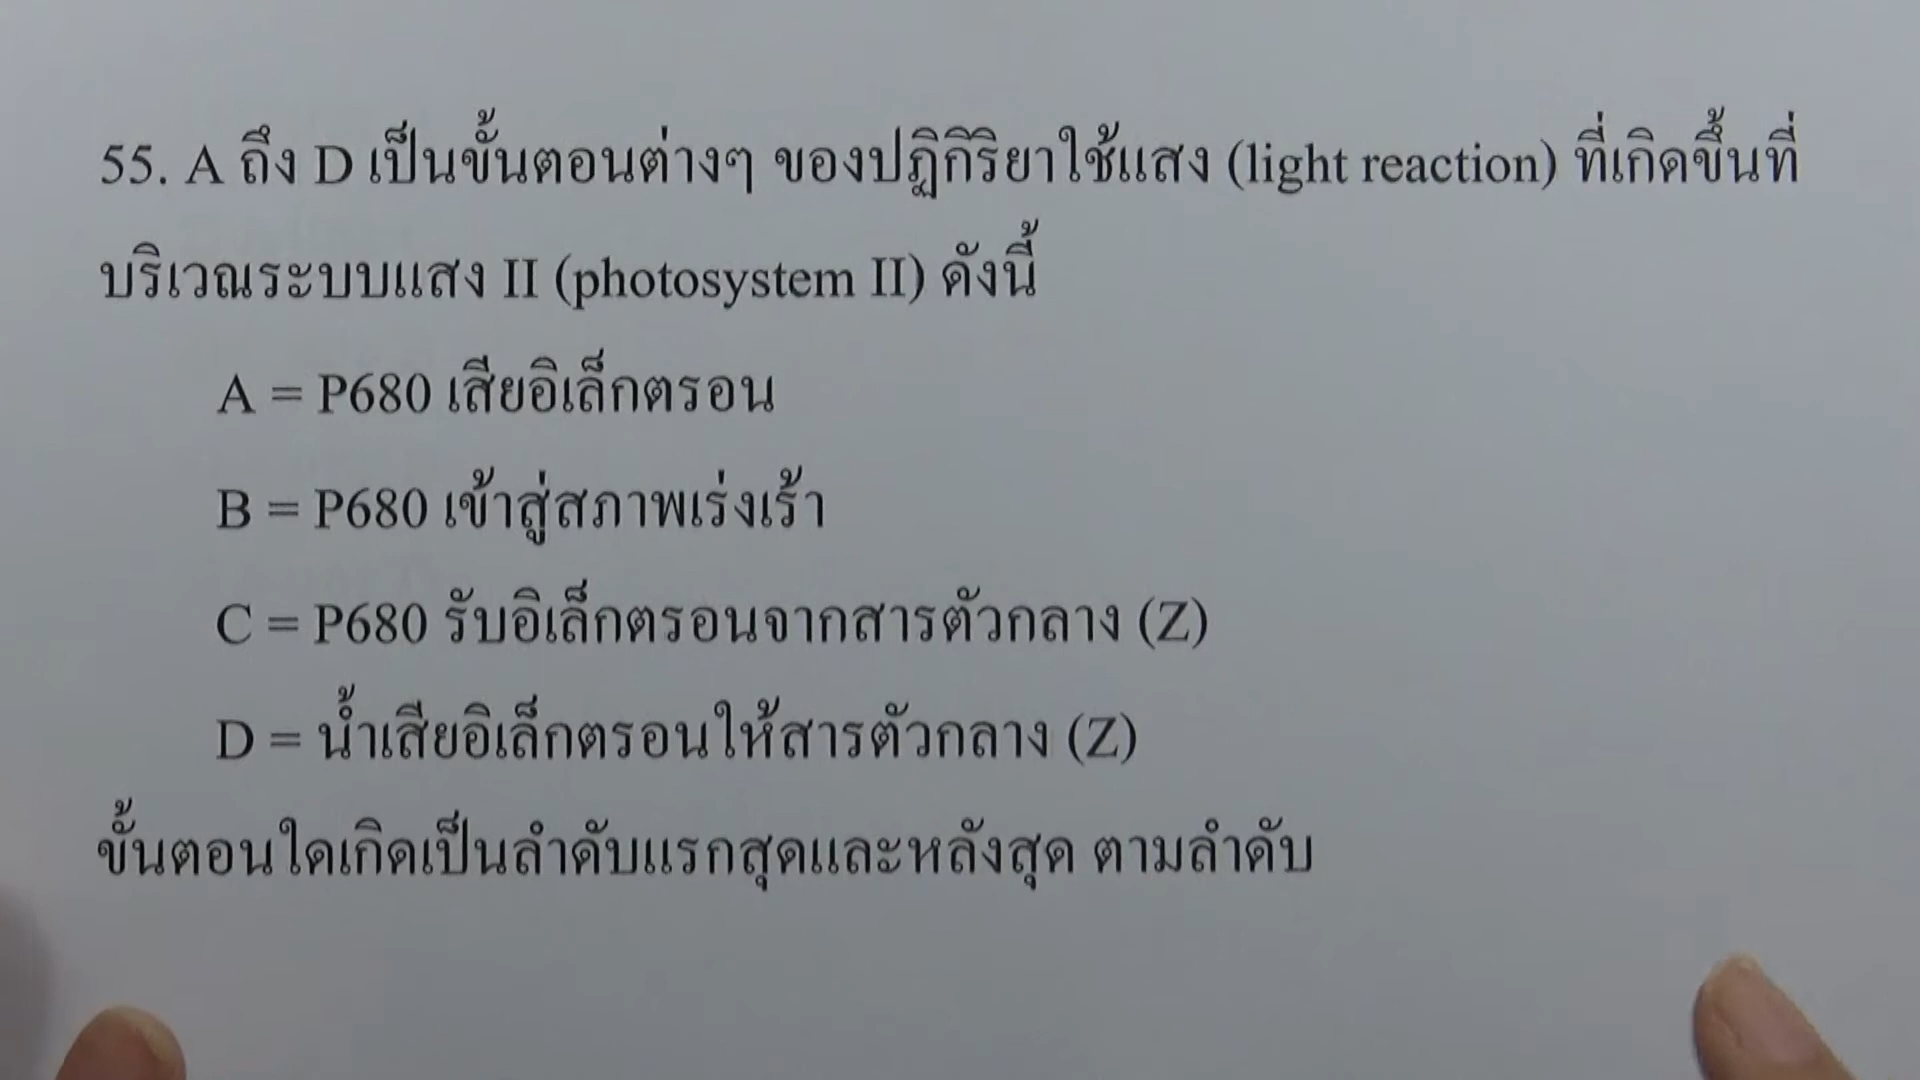 55. A ถึง D เป็นขั้นตอนต่างๆ ของปฏิกิริยาใช้แสง (light reaction) ที่เกิดขึ้นที่
บริเวณระบบแสง II (photosystem II) ดังนี้
A = P680 เสียอิเล็กตรอน
B = P680 เข้าสู่สภาพเร่งเร้า
C = P680 รับอิเล็กตรอนจากสารตัวกลาง (Z)
D = น้ำเสียอิเล็กตรอนให้สารตัวกลาง (Z)
ขั้นตอนใดเกิดเป็นลำดับแรกสุดและหลังสุด ตามลำดับ